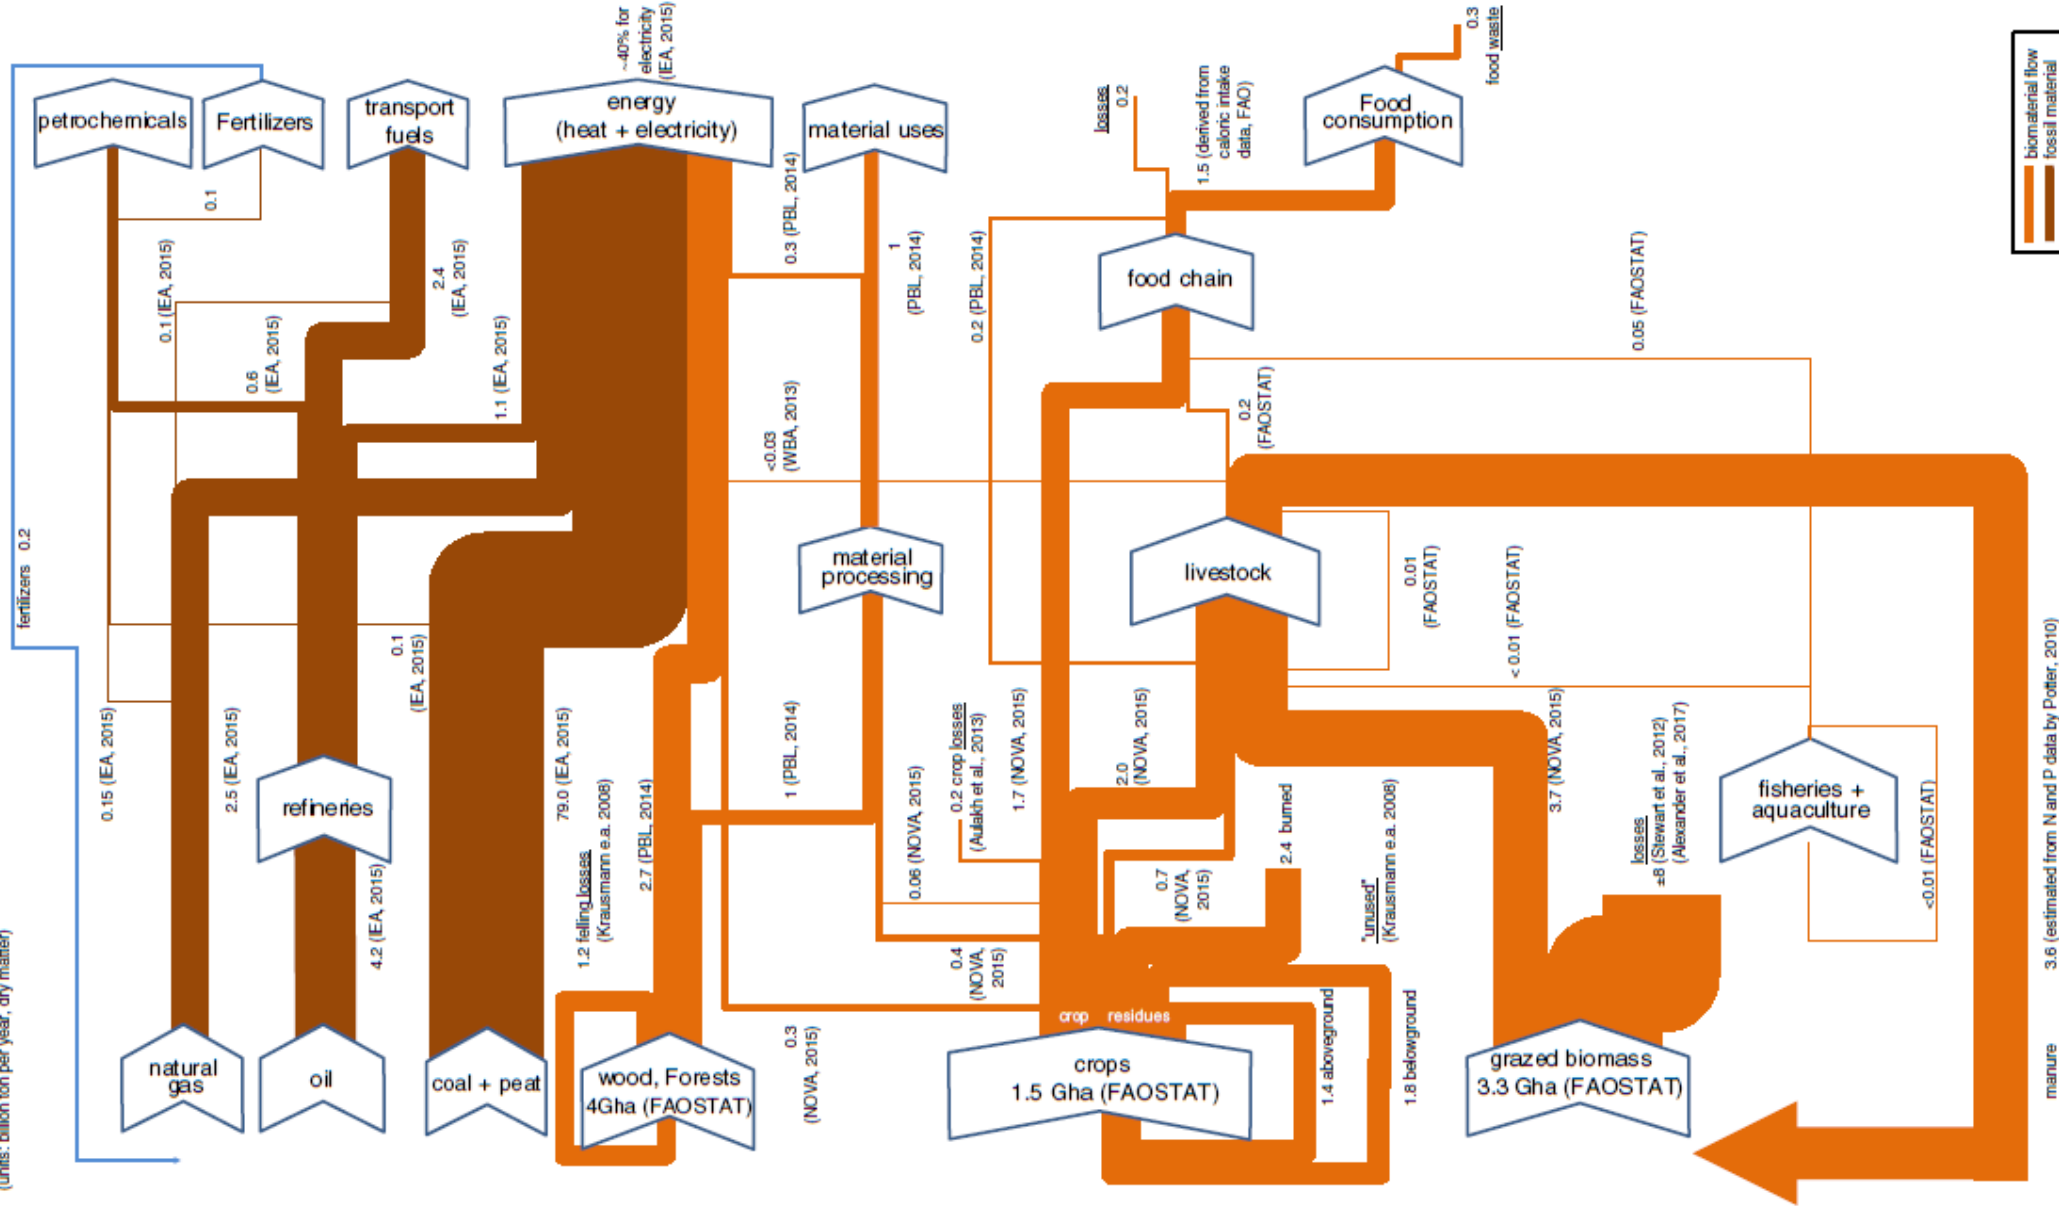 (units: billion ton per year, dry matter)
fertilizers 0.2
petrochemicals
Fertilizers
transport
fuels
energy
(heat + electricity)
~40% for
electricity
(IEA, 2015)
material uses
losses
0.2
1.5 (derived from
caloric intake
data, FAO)
Food
consumption
0.3
food waste
biomaterial flow
fossil material
0.1
0.1 (IEA, 2015)
2.4
(IEA, 2015)
0.6
(IEA, 2015)
1.1 (IEA, 2015)
0.3 (PBL, 2014)
1
(PBL, 2014)
0.2 (PBL, 2014)
food chain
0.05 (FAOSTAT)
<0.03
(WBA, 2013)
0.2
(FAOSTAT)
material
processing
livestock
0.01
(FAOSTAT)
< 0.01 (FAOSTAT)
0.1
(IEA, 2015)
0.15 (IEA, 2015)
2.5 (IEA, 2015)
refineries
4.2 (IEA, 2015)
79.0 (IEA, 2015)
1.2 felling losses
(Krausmann e.a. 2008)
2.7 (PBL, 2014)
1 (PBL, 2014)
0.06 (NOVA, 2015)
0.2 crop losses
(Aulakh et al., 2013)
1.7 (NOVA, 2015)
2.0
(NOVA, 2015)
0.7
(NOVA,
2015)
2.4 burned
"unused"
(Krausmann e.a. 2008)
3.7 (NOVA, 2015)
losses
±8 (Stewart et al., 2012)
(Alexander et al., 2017)
fisheries +
aquaculture
<0.01 (FAOSTAT)
0.4
(NOVA,
2015)
0.3
(NOVA, 2015)
crop residues
1.4 aboveground
1.8 belowground
natural
gas
oil
coal + peat
wood, Forests
4Gha (FAOSTAT)
crops
1.5 Gha (FAOSTAT)
grazed biomass
3.3 Gha (FAOSTAT)
manure 3.6 (estimated from N and P data by Potter, 2010)